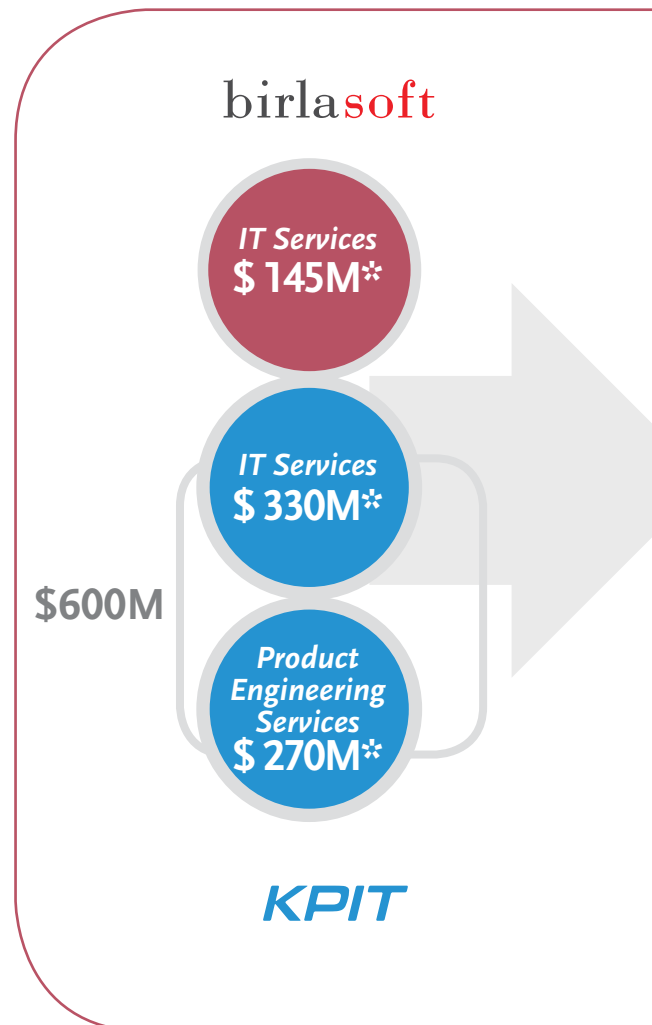 birlasoft
IT Services
$ 145M*
IT Services
$ 330M*
$600M
Product
Engineering
Services
$ 270M*
KPIT